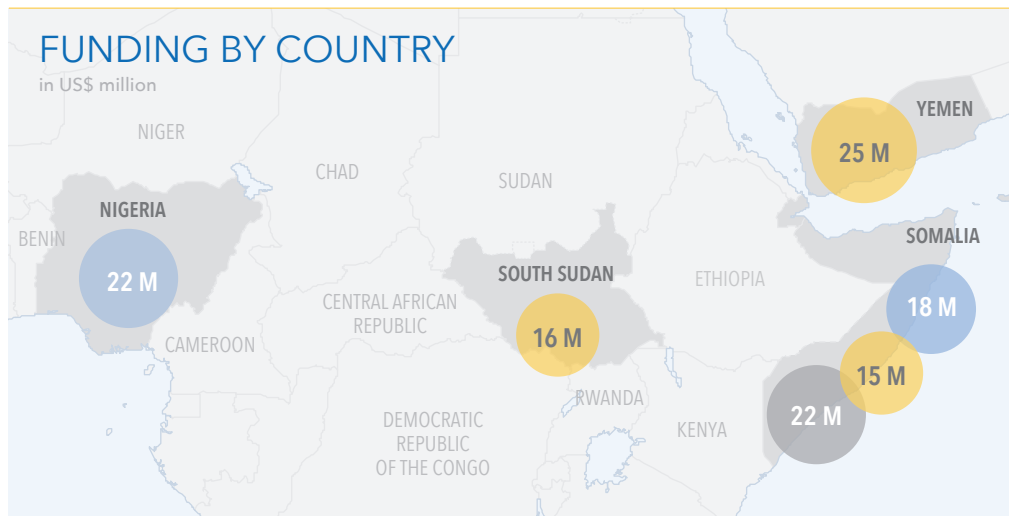 FUNDING BY COUNTRY
in US$ million
YEMEN
NIGER
25 M
CHAD
SUDAN
NIGERIA
BENIN
SOMALIA
SOUTH SUDAN
ETHIOPIA
22 M
CENTRAL AFRICAN
REPUBLIC
18 M
16 M
CAMEROON
15 M
RWANDA
22 M
DEMOCRATIC
REPUBLIC
OF THE CONGO
KENYA